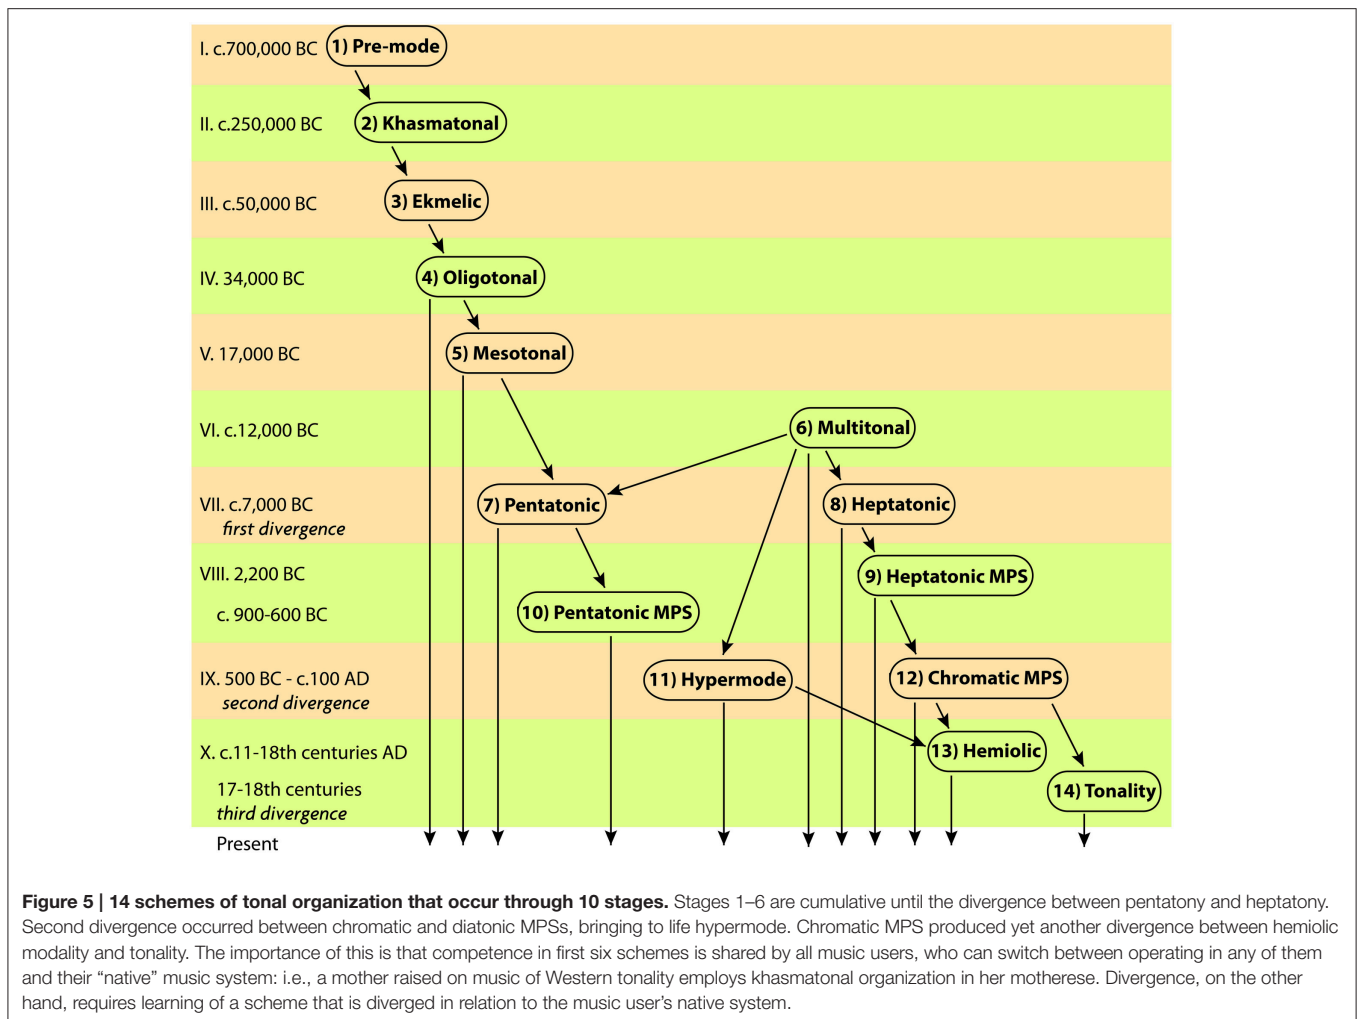 I. c.700,000 BC
1) Pre-mode
II. c.250,000 BC
2) Khasmatonal
III. c.50,000 BC
3) Ekmelic
IV. 34,000 BC
4) Oligotonal
V. 17,000 BC
5) Mesotonal
VI. c.12,000 BC
6) Multitonal
VII. c.7,000 BC
first divergence
7) Pentatonic
8) Heptatonic
VIII. 2,200 BC
9) Heptatonic MPS
c. 900-600 BC
10) Pentatonic MPS
IX. 500 BC - c.100 AD
second divergence
11) Hypermode
12) Chromatic MPS
X. c.11-18th centuries AD
13) Hemiolic
17-18th centuries
third divergence
14) Tonality
Present
Figure 5 | 14 schemes of tonal organization that occur through 10 stages. Stages 1–6 are cumulative until the divergence between pentatony and heptatony.
Second divergence occurred between chromatic and diatonic MPSs, bringing to life hypermode. Chromatic MPS produced yet another divergence between hemiolic
modality and tonality. The importance of this is that competence in first six schemes is shared by all music users, who can switch between operating in any of them
and their “native” music system: i.e., a mother raised on music of Western tonality employs khasmatonal organization in her motherese. Divergence, on the other
hand, requires learning of a scheme that is diverged in relation to the music user’s native system.